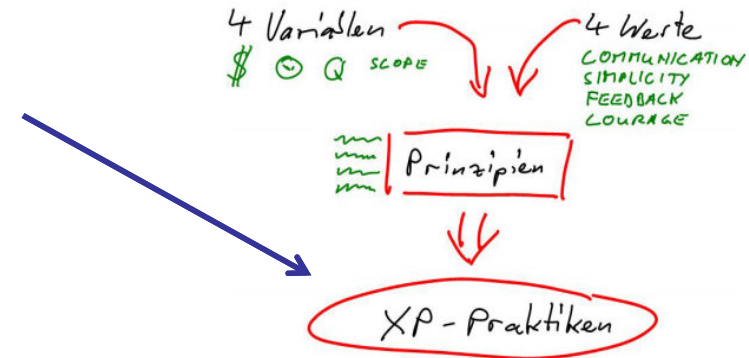 4 Variablen
$ Q SCOPE
4 Werte
COMMUNICATION
SIMPLICITY
FEEDBACK
COURAGE
Prinzipien
XP-Praktiken